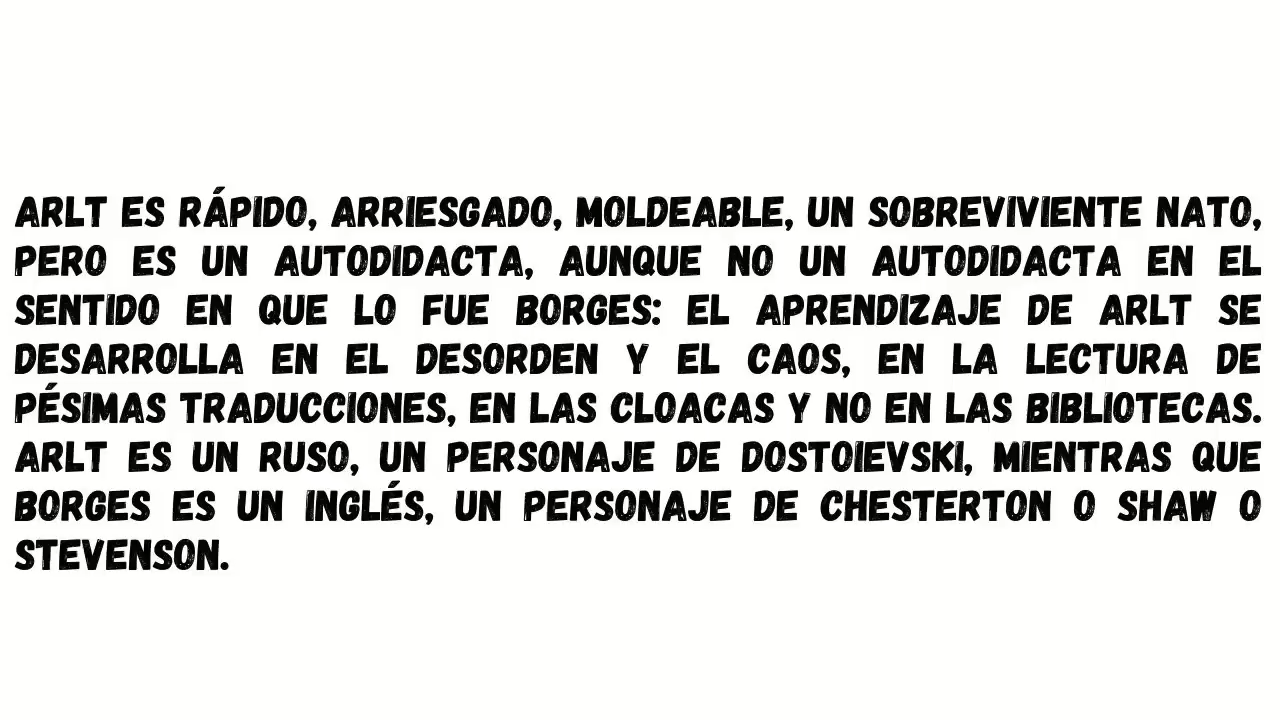 ARLT ES RÁPIDO, ARRIESGADO, MOLDEABLE, UN SOBREVIVIENTE NATO,
PERO ES UN AUTODIDACTA, AUNQUE NO UN AUTODIDACTA EN EL
SENTIDO EN QUE LO FUE BORGES: EL APRENDIZAJE DE ARLT SE
DESARROLLA EN EL DESORDEN Y EL CAOS, EN LA LECTURA DE
PÉSIMAS TRADUCCIONES, EN LAS CLOACAS Y NO EN LAS BIBLIOTECAS.
ARLT ES UN RUSO, UN PERSONAJE DE DOSTOIEVSKI, MIENTRAS QUE
BORGES ES UN INGLÉS, UN PERSONAJE DE CHESTERTON O SHAW O
STEVENSON.